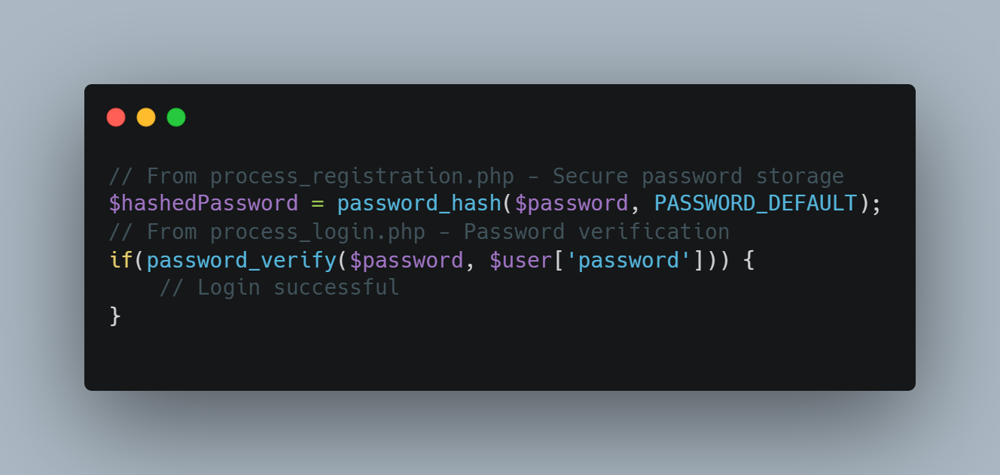 // From process_registration.php - Secure password storage
$hashedPassword = password_hash($password, PASSWORD_DEFAULT);
// From process_login.php - Password verification
if(password_verify($password, $user['password'])) {
    // Login successful
}